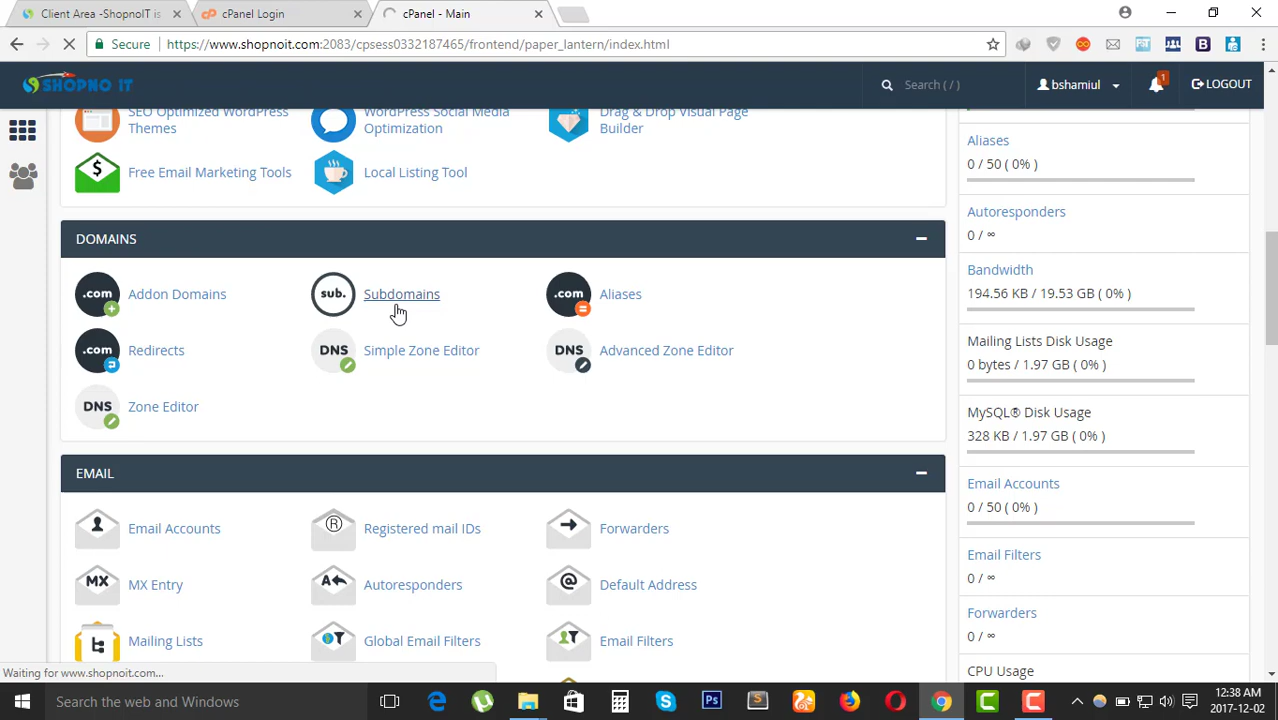 Client Area -ShopnoIT is
cPanel Login
cPanel - Main
Secure
https://www.shopnoit.com:2083/cpsess0332187465/frontend/paper_lantern/index.html
SHOPNO IT
Search ( / )
bshamiul
1
LOGOUT
SEO Optimized WordPress
Themes
WordPress Social Media
Optimization
Drag & Drop Visual Page
Builder
Free Email Marketing Tools
Local Listing Tool
DOMAINS
.com
Addon Domains
sub.
Subdomains
.com
Aliases
.com
Redirects
DNS
Simple Zone Editor
DNS
Advanced Zone Editor
DNS
Zone Editor
EMAIL
Email Accounts
R
Registered mail IDs
Forwarders
MX
MX Entry
A
Autoresponders
@
Default Address
Mailing Lists
Global Email Filters
Email Filters
Aliases
0 / 50 ( 0% )
Autoresponders
0 / ∞
Bandwidth
194.56 KB / 19.53 GB ( 0% )
Mailing Lists Disk Usage
0 bytes / 1.97 GB ( 0% )
MySQL® Disk Usage
328 KB / 1.97 GB ( 0% )
Email Accounts
0 / 50 ( 0% )
Email Filters
0 / ∞
Forwarders
0 / ∞
CPU Usage
Waiting for www.shopnoit.com...
Search the web and Windows
12:38 AM
2017-12-02